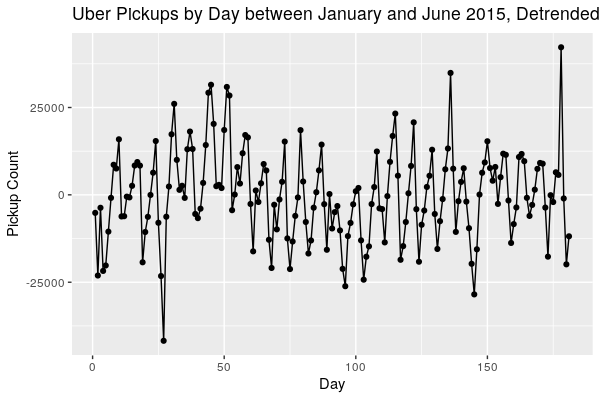 Uber Pickups by Day between January and June 2015, Detrended
Pickup Count
25000
0
-25000
0 50 100 150
Day